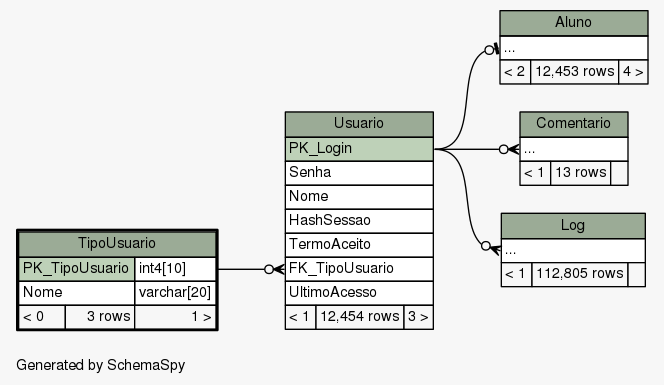 Aluno
...
< 2 12,453 rows 4 >
Usuario
PK_Login
Senha
Nome
HashSessao
TermoAceito
FK_TipoUsuario
UltimoAcesso
< 1 12,454 rows 3 >
Comentario
...
< 1 13 rows
Log
...
< 1 112,805 rows
TipoUsuario
PK_TipoUsuario int4[10]
Nome varchar[20]
< 0 3 rows 1 >
Generated by SchemaSpy